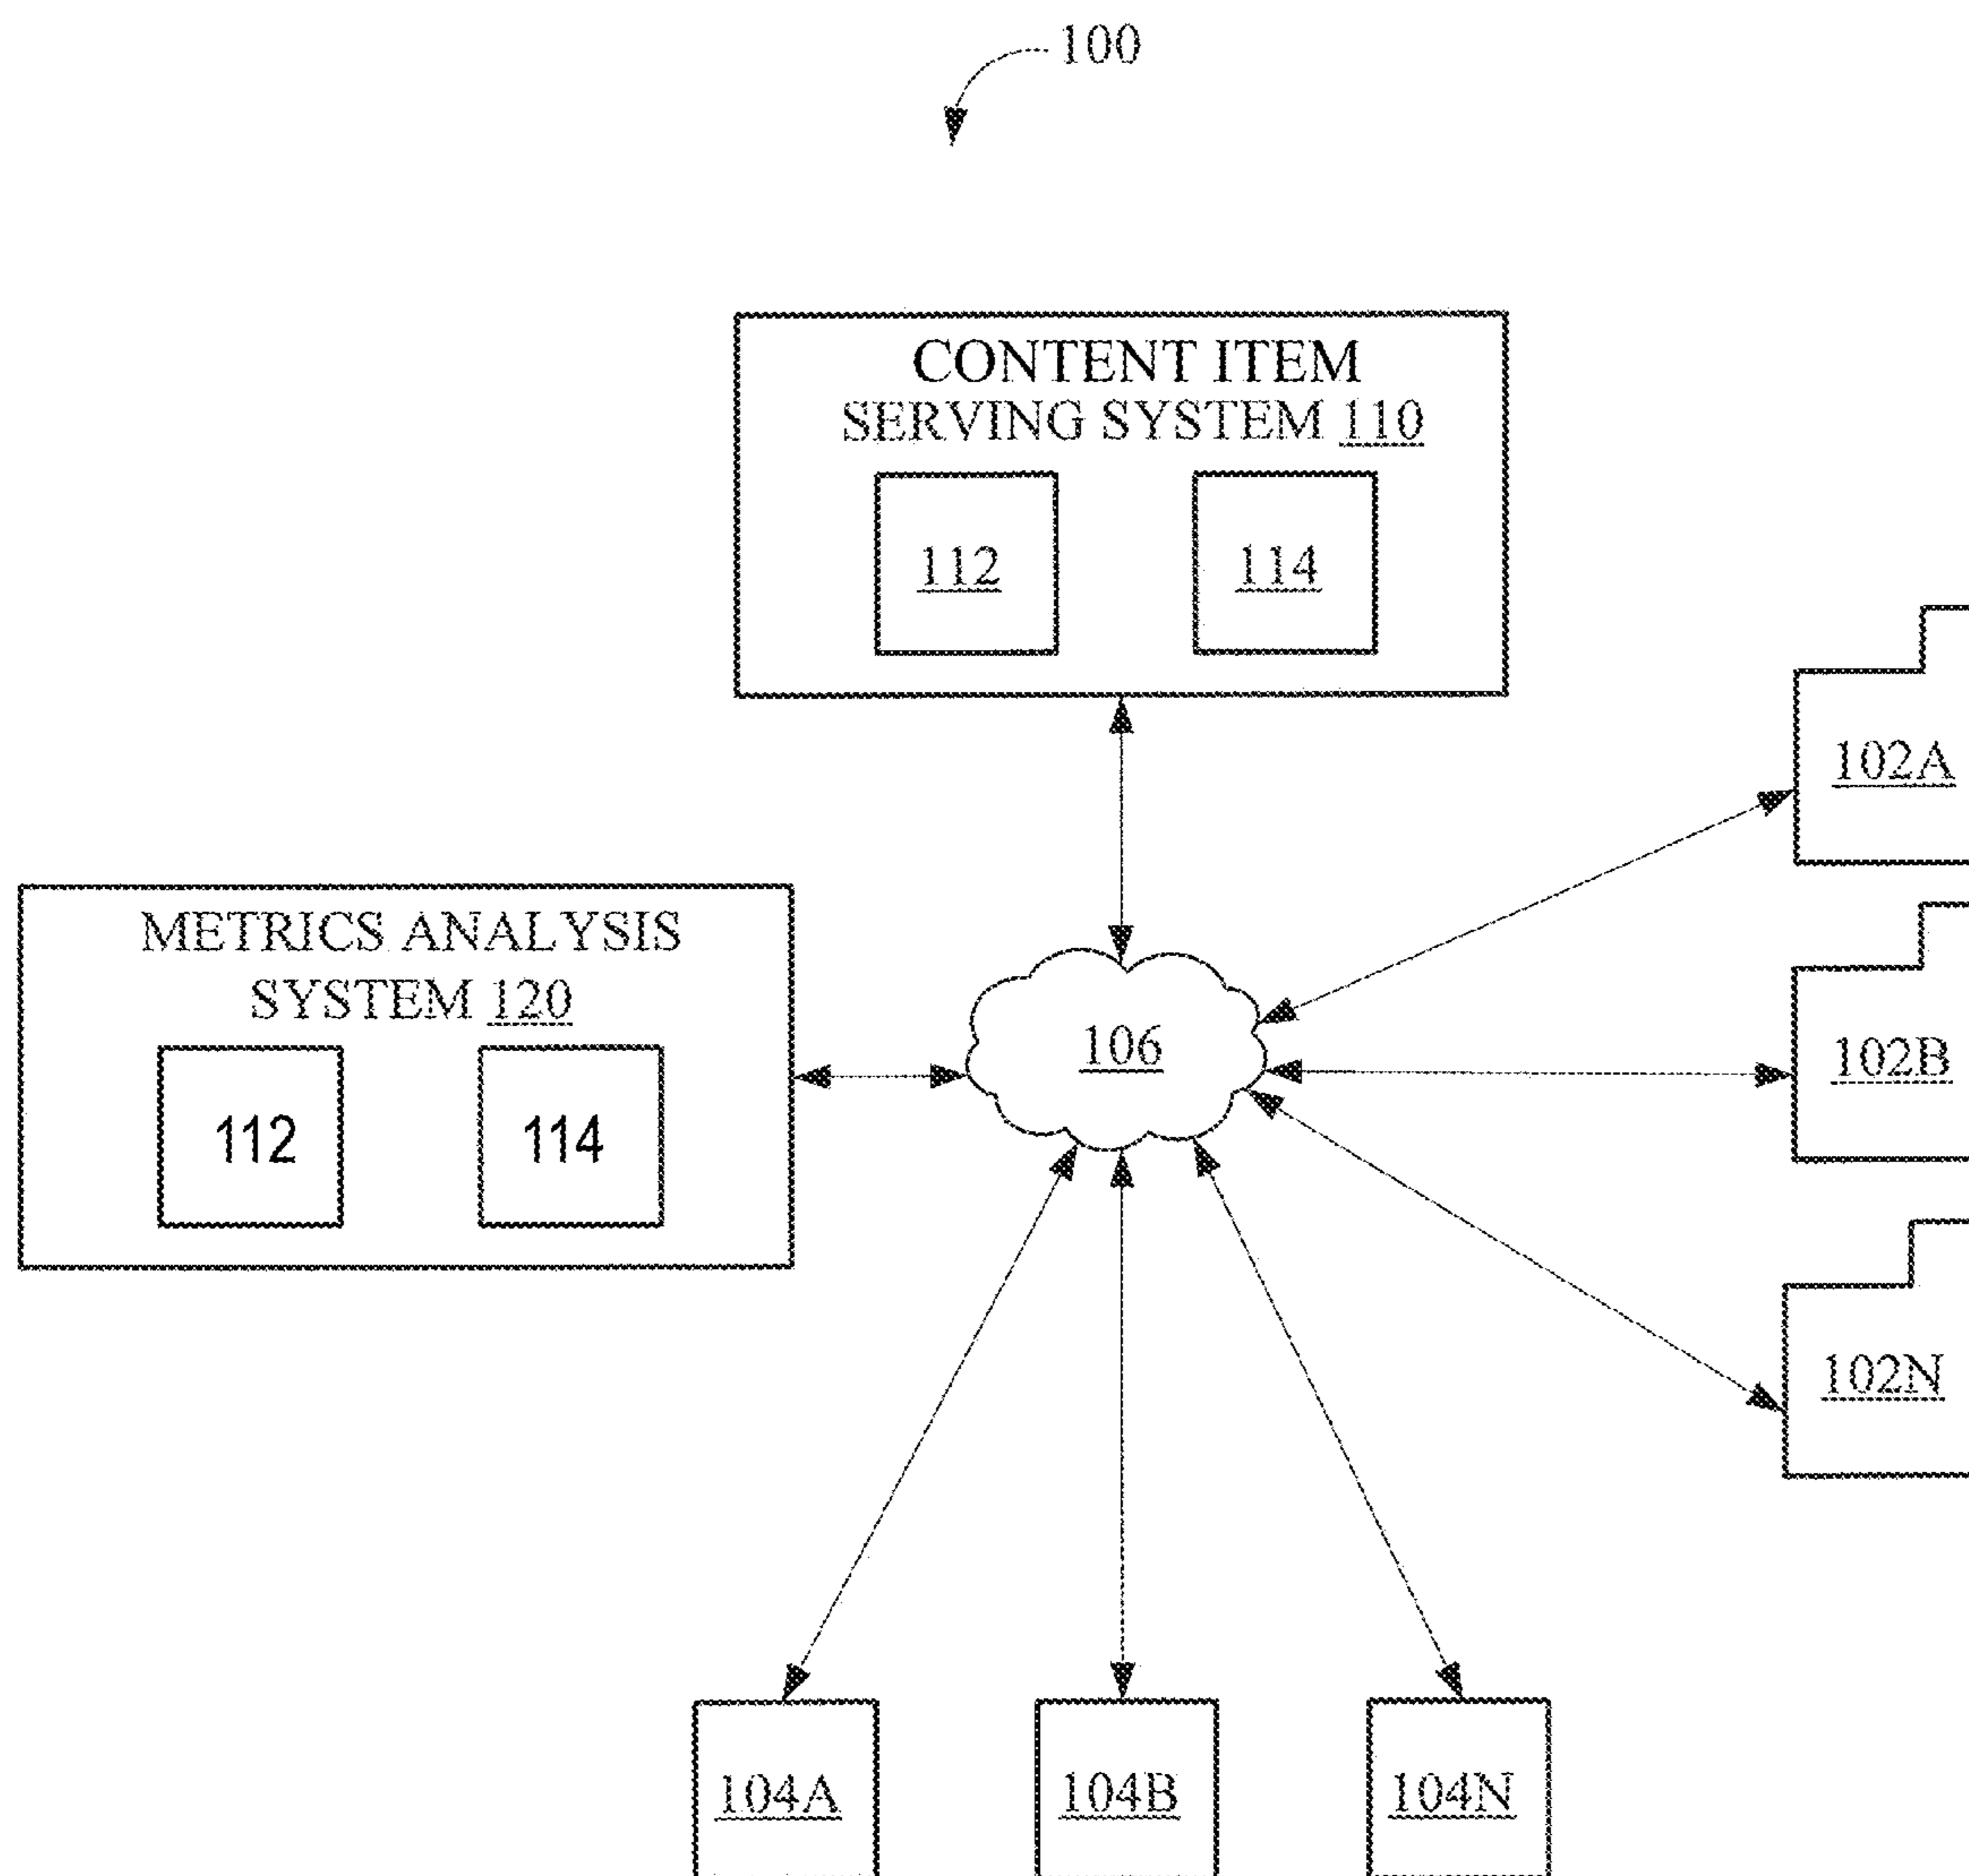 100
CONTENT ITEM
SERVING SYSTEM 110
112 114
102A
METRICS ANALYSIS
SYSTEM 120
106
102B
112 114
102N
104A 104B 104N